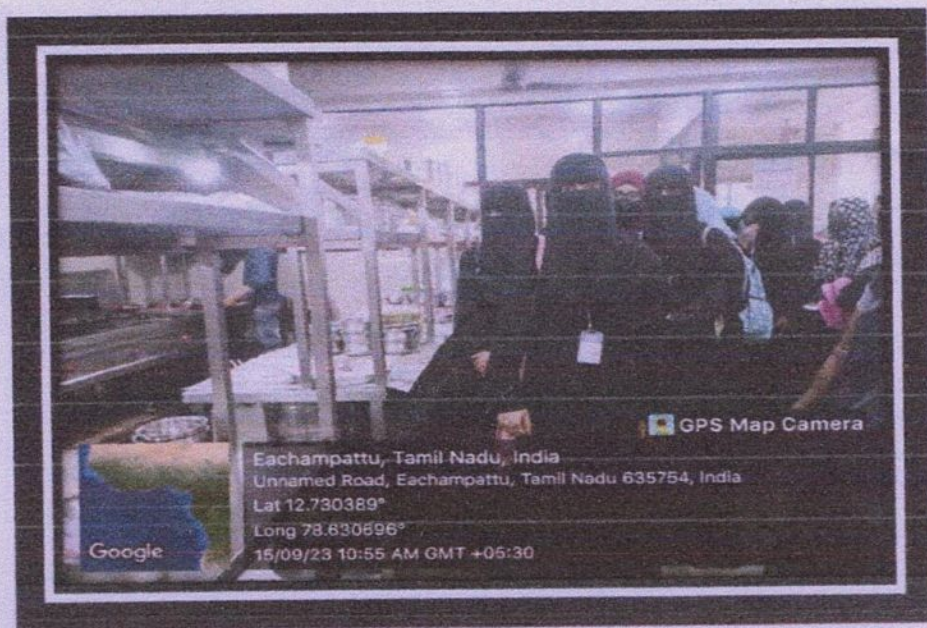 GPS Map Camera
Eachampattu, Tamil Nadu, India
Unnamed Road, Eachampattu, Tamil Nadu 635754, India
Lat 12.730389°
Long 78.630696°
15/09/23 10:55 AM GMT +05:30
Google